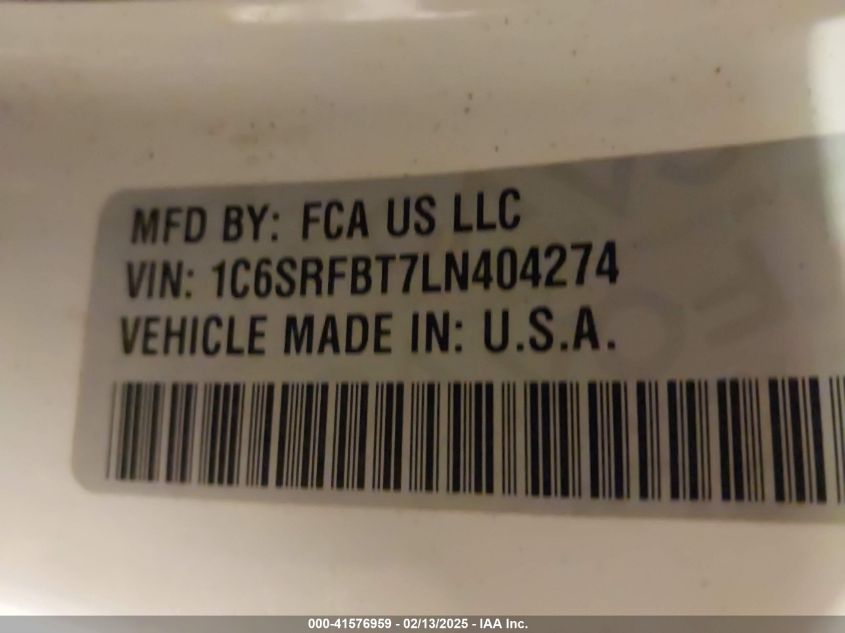 MFD BY: FCA US LLC
VIN: 1C6SRFBT7LN404274
VEHICLE MADE IN: U.S.A.
000-41576959 - 02/13/2025 - IAA Inc.